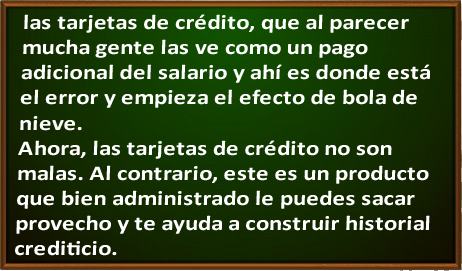 las tarjetas de crédito, que al parecer
mucha gente las ve como un pago
adicional del salario y ahí es donde está
el error y empieza el efecto de bola de
nieve.
Ahora, las tarjetas de crédito no son
malas. Al contrario, este es un producto
que bien administrado le puedes sacar
provecho y te ayuda a construir historial
crediticio.